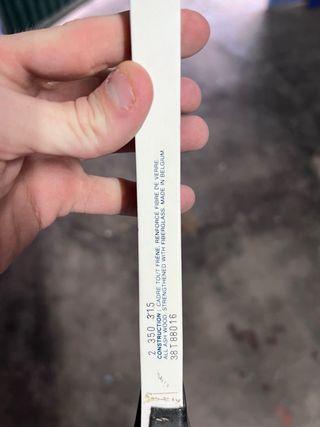 2 350 315
CONSTRUCTION : CADRE TOUT FRÊNE, RENFORCE FIBRE DE VERRE.
ALL ASH WOOD, STRENGTHENED WITH FIBERGLASS. MADE IN BELGIUM.
38T88016